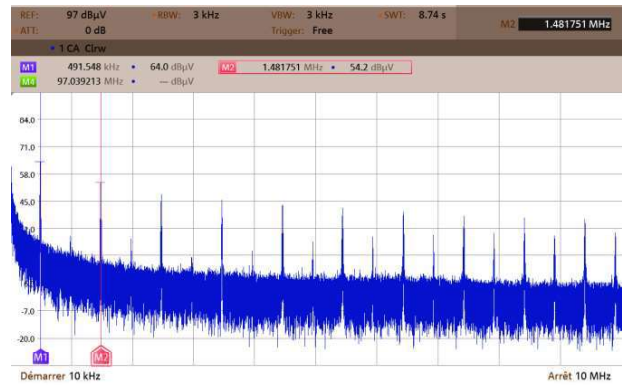 REF: 97 dBµV RBW: 3 kHz VBW: 3 kHz SWT: 8.74 s M2 1.481751 MHz
ATT: 0 dB Trigger: Free
• 1 CA Clrw
M1 491.548 kHz • 64.0 dBµV M2 1.481751 MHz • 54.2 dBµV
M4 97.039213 MHz • — dBµV
84.0
71.0
58.0
45.0
-7.0
-20.0
M1 M2
Démarrer 10 kHz Arrêt 10 MHz